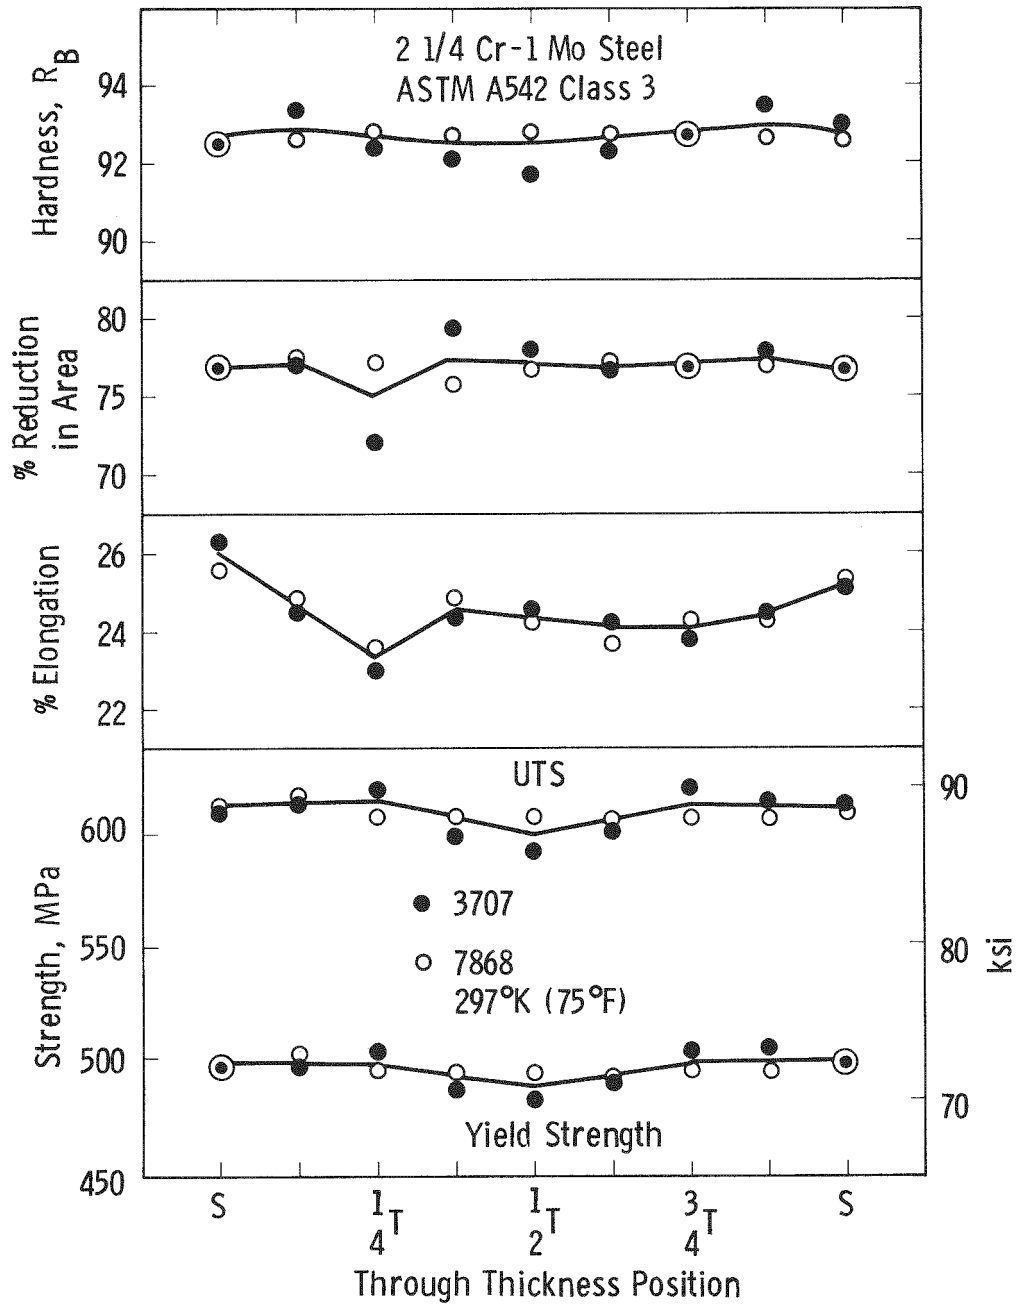 2 1/4 Cr-1 Mo Steel
ASTM A542 Class 3
Hardness, R_B
94
92
90
% Reduction
in Area
80
75
70
% Elongation
26
24
22
UTS
Strength, MPa
600
550
500
450
3707
7868
297°K (75°F)
Yield Strength
90
80
70
ksi
S
1/4 T
1/2 T
3/4 T
S
Through Thickness Position